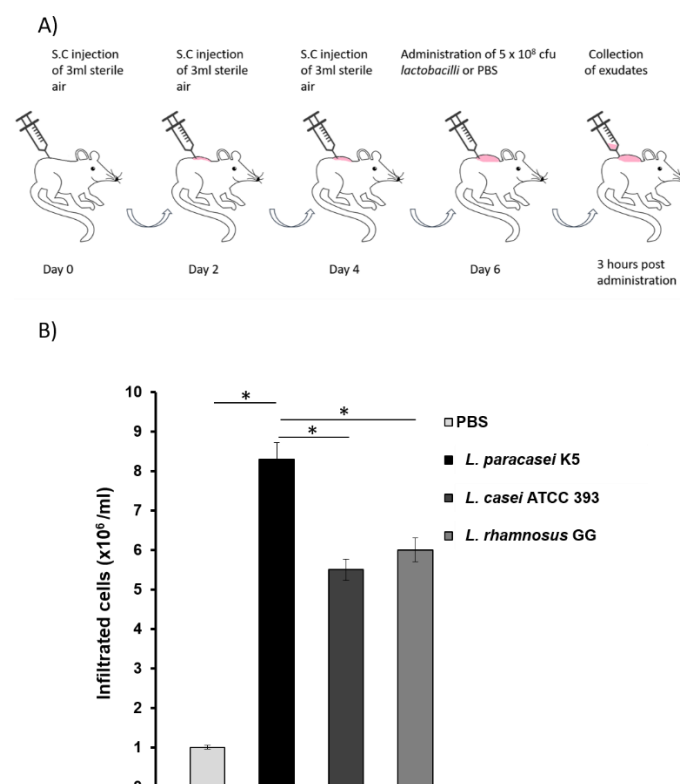 A)
S.C injection
of 3ml sterile
air
S.C injection
of 3ml sterile
air
S.C injection
of 3ml sterile
air
Administration of 5 x 10⁸ cfu
lactobacilli or PBS
Collection
of exudates
Day 0
Day 2
Day 4
Day 6
3 hours post
administration
B)
Infiltrated cells (x10⁶ /ml)
10
9
8
7
6
5
4
3
2
1
*
*
*
PBS
L. paracasei K5
L. casei ATCC 393
L. rhamnosus GG